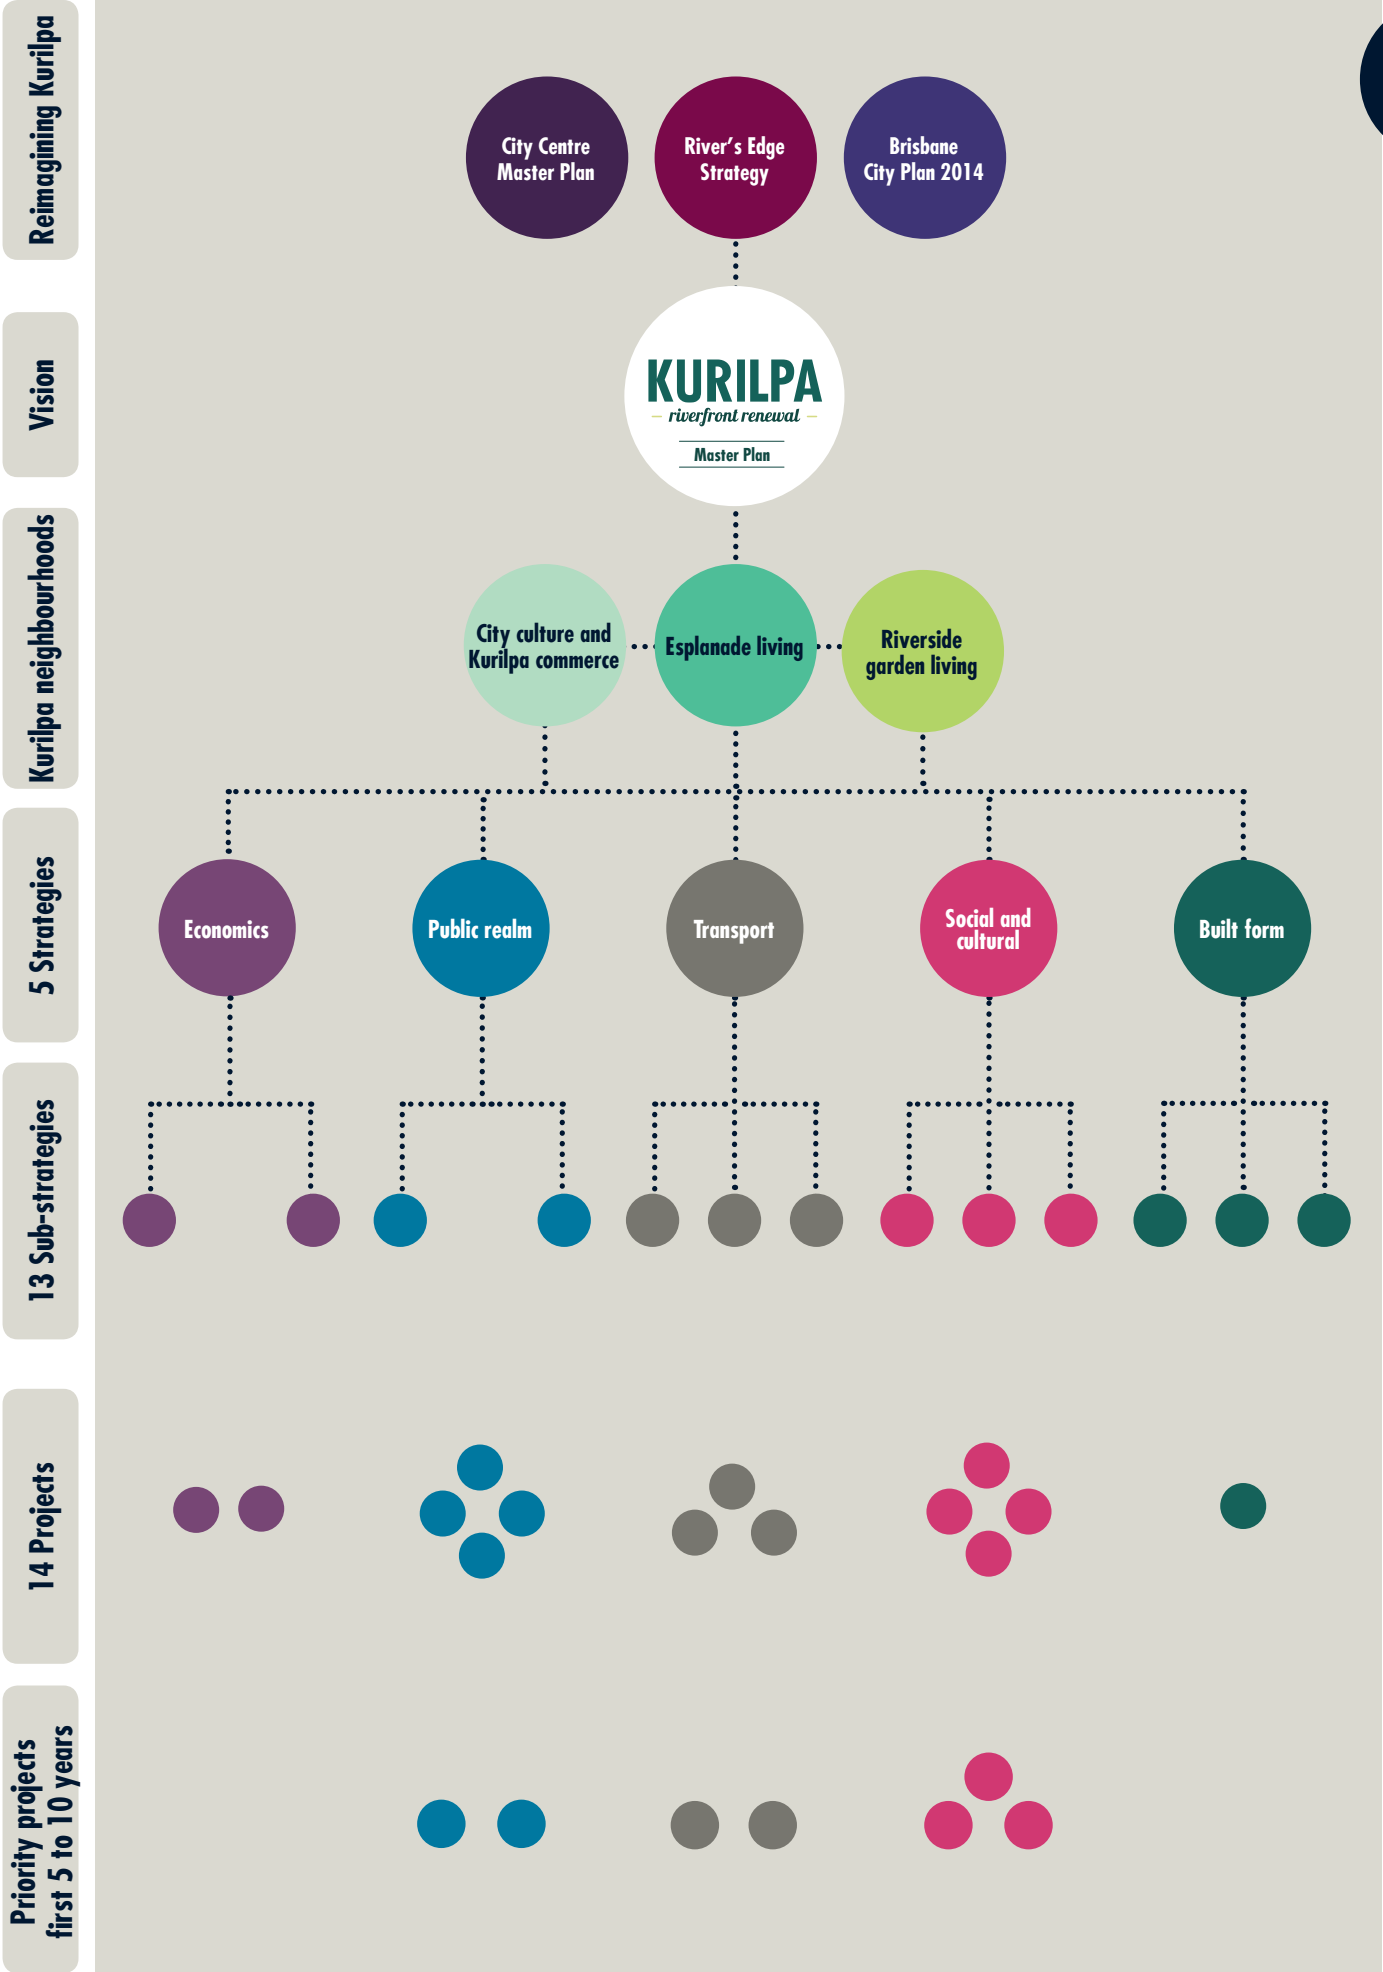 Reimagining Kurilpa
City Centre
Master Plan
River's Edge
Strategy
Brisbane
City Plan 2014
Vision
KURILPA
riverfront renewal
Master Plan
Kurilpa neighbourhoods
City culture and
Kurilpa commerce
Esplanade living
Riverside
garden living
5 Strategies
Economics
Public realm
Transport
Social and
cultural
Built form
13 Sub-strategies
14 Projects
Priority projects
first 5 to 10 years